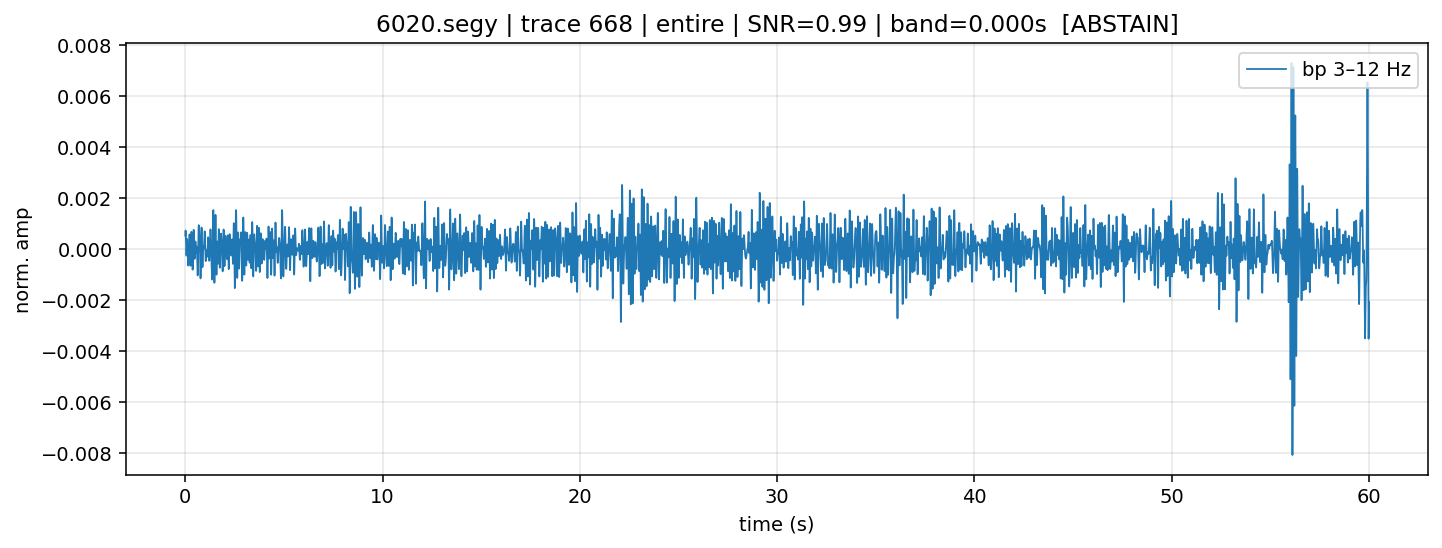 6020.segy | trace 668 | entire | SNR=0.99 | band=0.000s  [ABSTAIN]
bp 3–12 Hz
0.008
0.006
0.004
0.002
0.000
−0.002
−0.004
−0.006
−0.008
norm. amp
0 10 20 30 40 50 60
time (s)